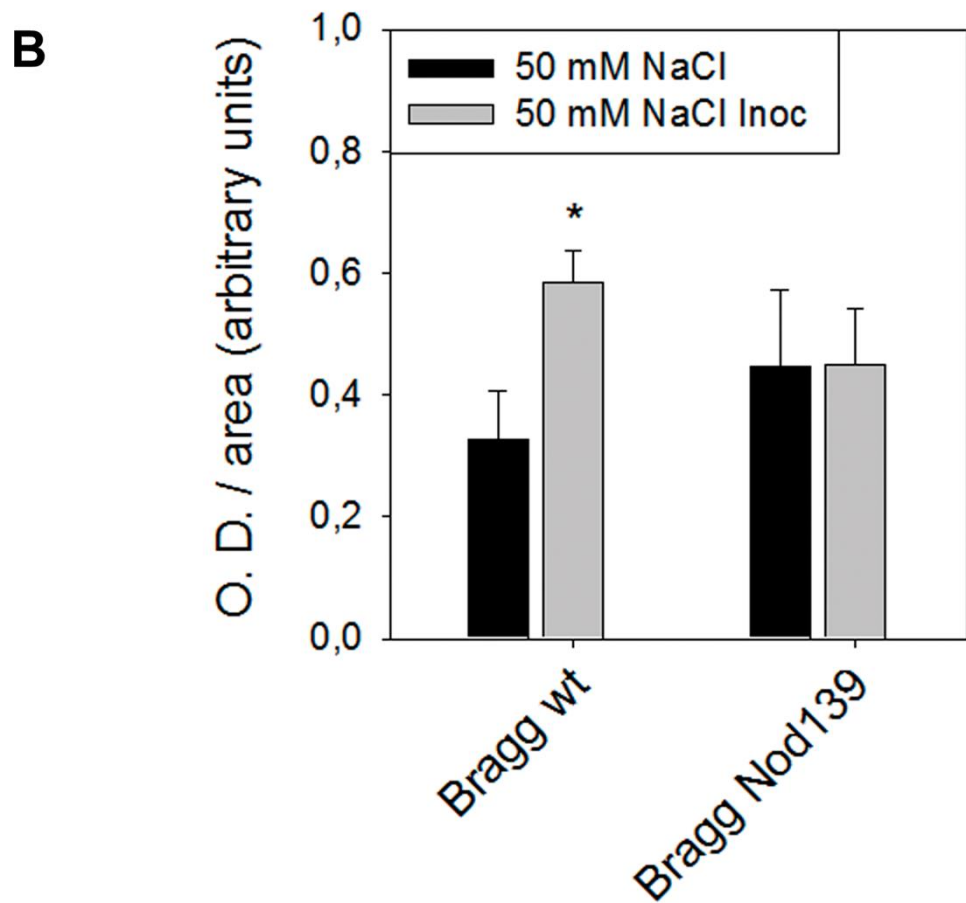 B
O. D. / area (arbitrary units)
1,0
0,8
0,6
0,4
0,2
0,0
50 mM NaCl
50 mM NaCl Inoc
*
Bragg wt
Bragg Nod139